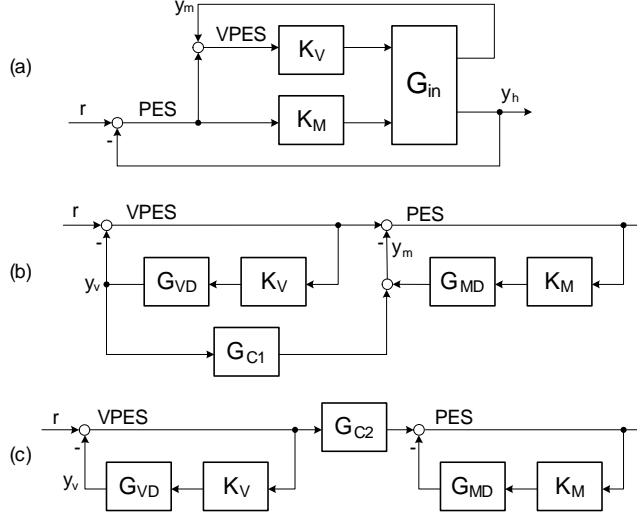 y_m
VPES
K_V
(a)
G_in
r
PES
K_M
y_h
-
r
VPES
PES
-
-
y_m
(b)
y_v
G_VD
K_V
G_MD
K_M
G_C1
r
VPES
G_C2
PES
-
-
(c)
y_v
G_VD
K_V
G_MD
K_M